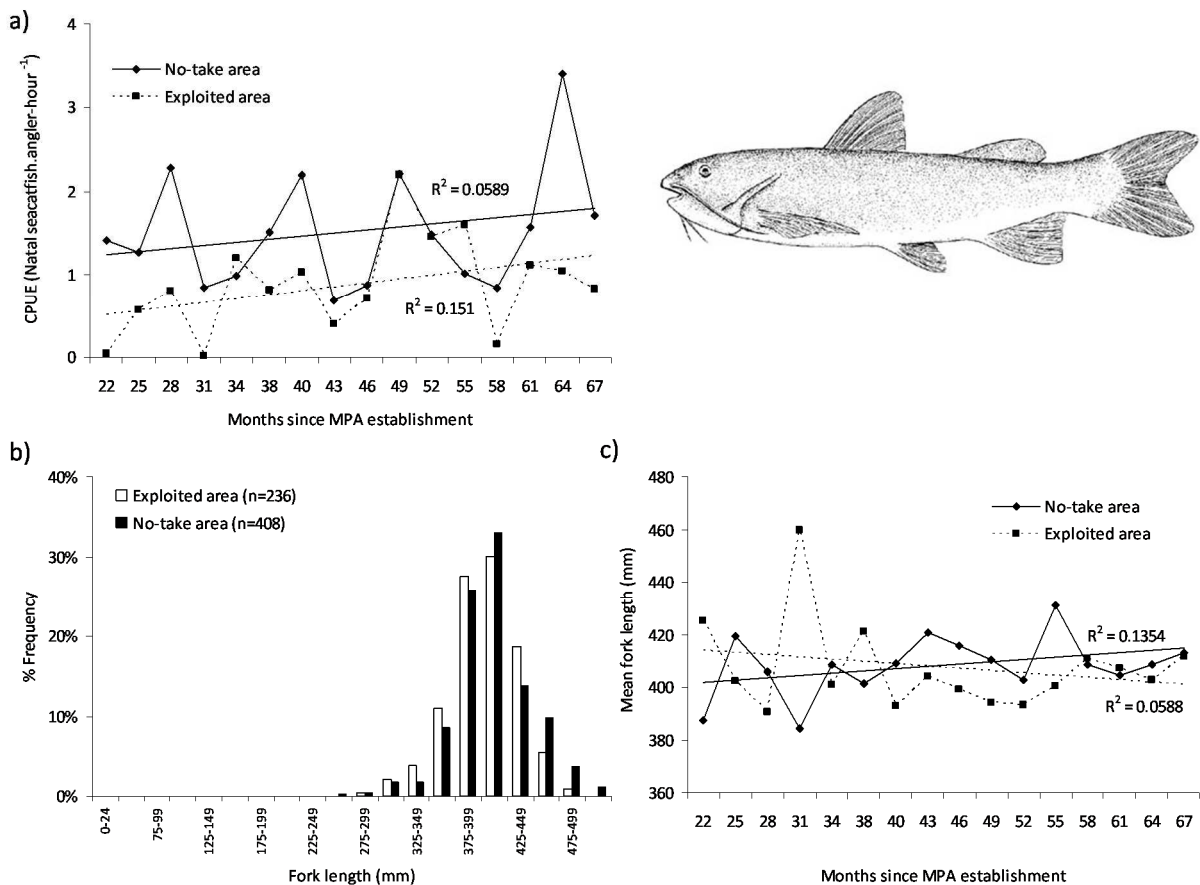 a)
4
3
2
1
0
CPUE (Natal seacatfish.angler-hour⁻¹)
No-take area
Exploited area
R² = 0.0589
R² = 0.151
22 25 28 31 34 38 40 43 46 49 52 55 58 61 64 67
Months since MPA establishment
b)
40%
30%
20%
10%
0%
% Frequency
Exploited area (n=236)
No-take area (n=408)
0-24 75-99 125-149 175-199 225-249 275-299 325-349 375-399 425-449 475-499
Fork length (mm)
c)
480
460
440
420
400
380
360
Mean fork length (mm)
No-take area
Exploited area
R² = 0.1354
R² = 0.0588
22 25 28 31 34 38 40 43 46 49 52 55 58 61 64 67
Months since MPA establishment